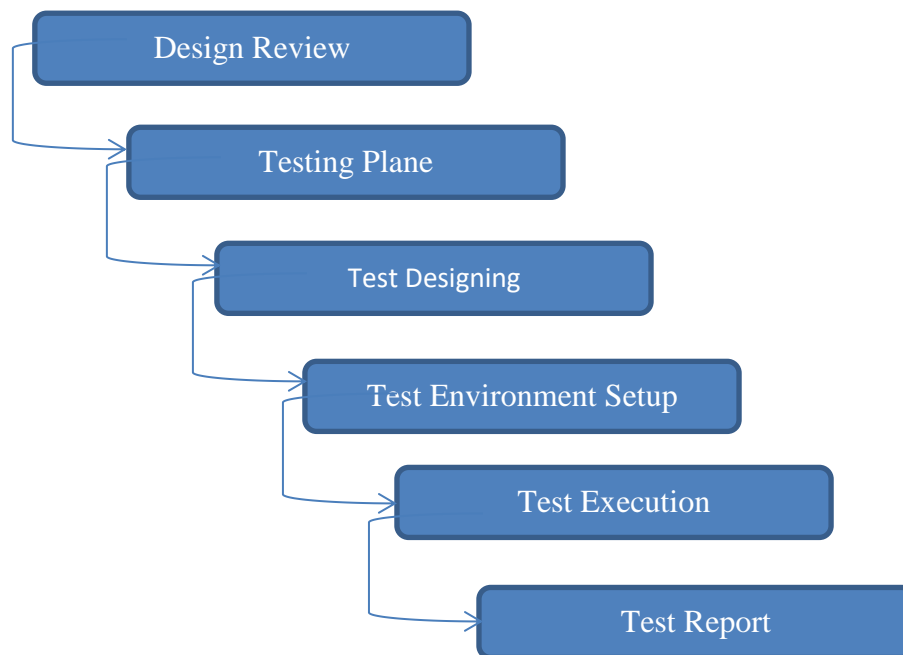 Design Review
Testing Plane
Test Designing
Test Environment Setup
Test Execution
Test Report